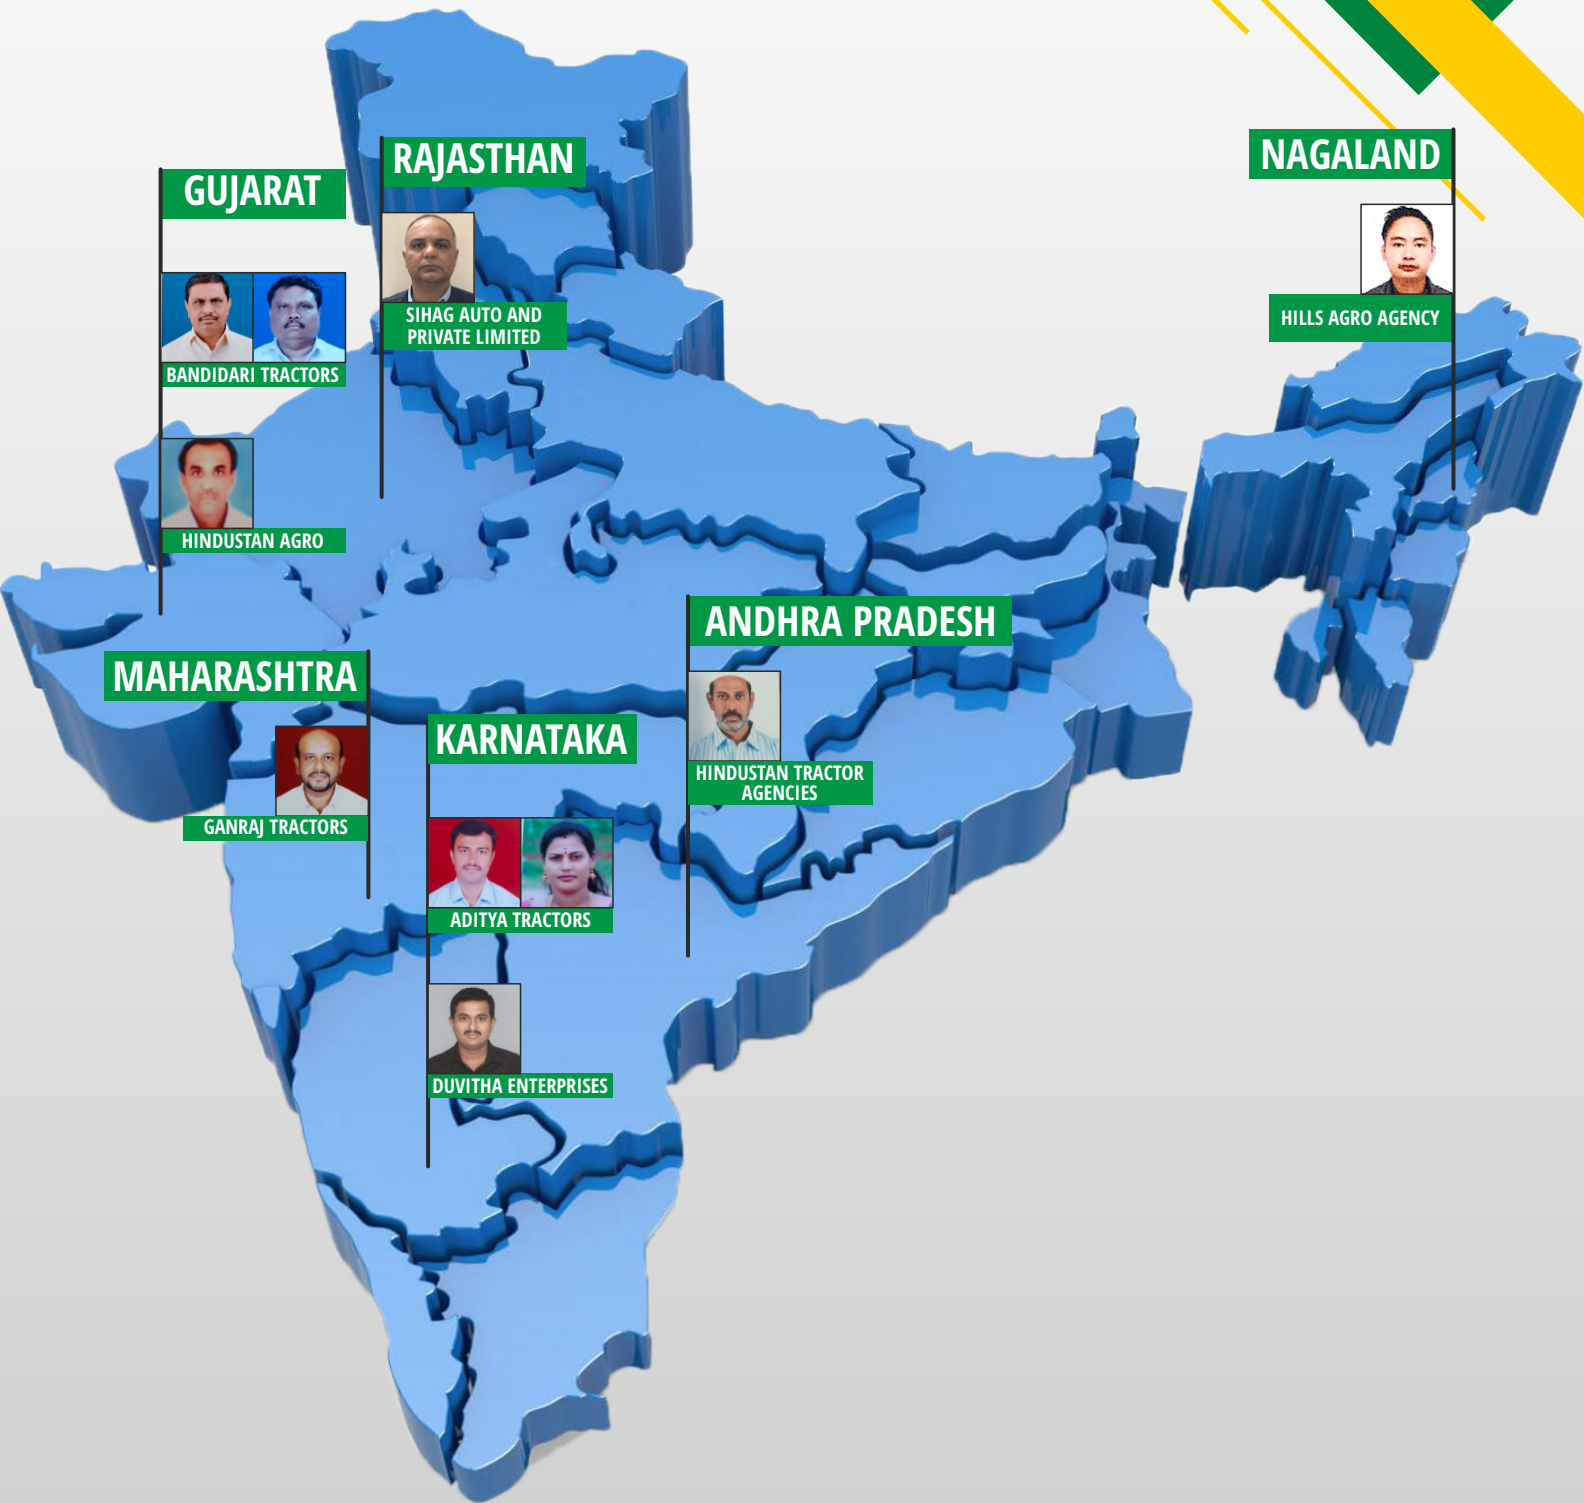 RAJASTHAN
SIHAG AUTO AND
PRIVATE LIMITED
GUJARAT
BANDIDARI TRACTORS
HINDUSTAN AGRO
NAGALAND
HILLS AGRO AGENCY
ANDHRA PRADESH
HINDUSTAN TRACTOR
AGENCIES
MAHARASHTRA
GANRAJ TRACTORS
KARNATAKA
ADITYA TRACTORS
DUVITHA ENTERPRISES